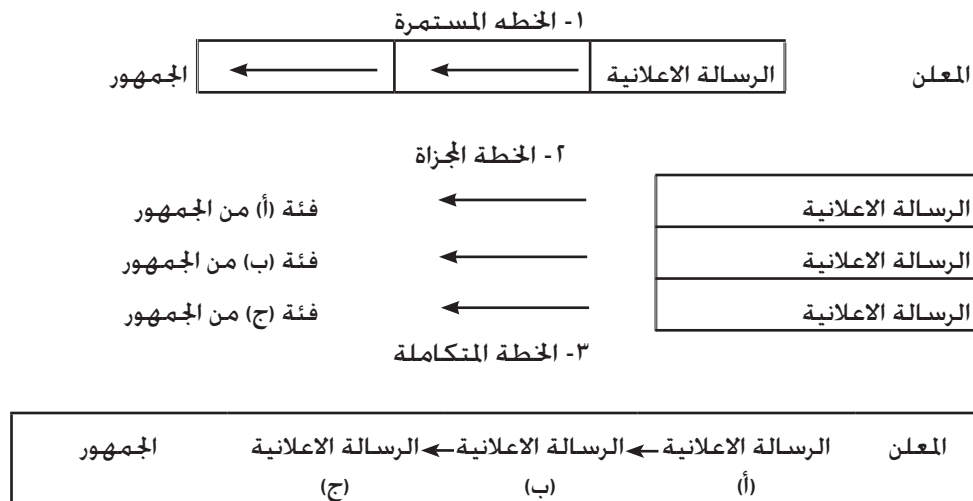 ١- الخطه المستمرة
المعلن الرسالة الاعلانية الجمهور
٢- الخطة المجزاة
الرسالة الاعلانية فئة (أ) من الجمهور
الرسالة الاعلانية فئة (ب) من الجمهور
الرسالة الاعلانية فئة (ج) من الجمهور
٣- الخطة المتكاملة
المعلن الرسالة الاعلانية الرسالة الاعلانية الرسالة الاعلانية الجمهور
(أ) (ب) (ج)